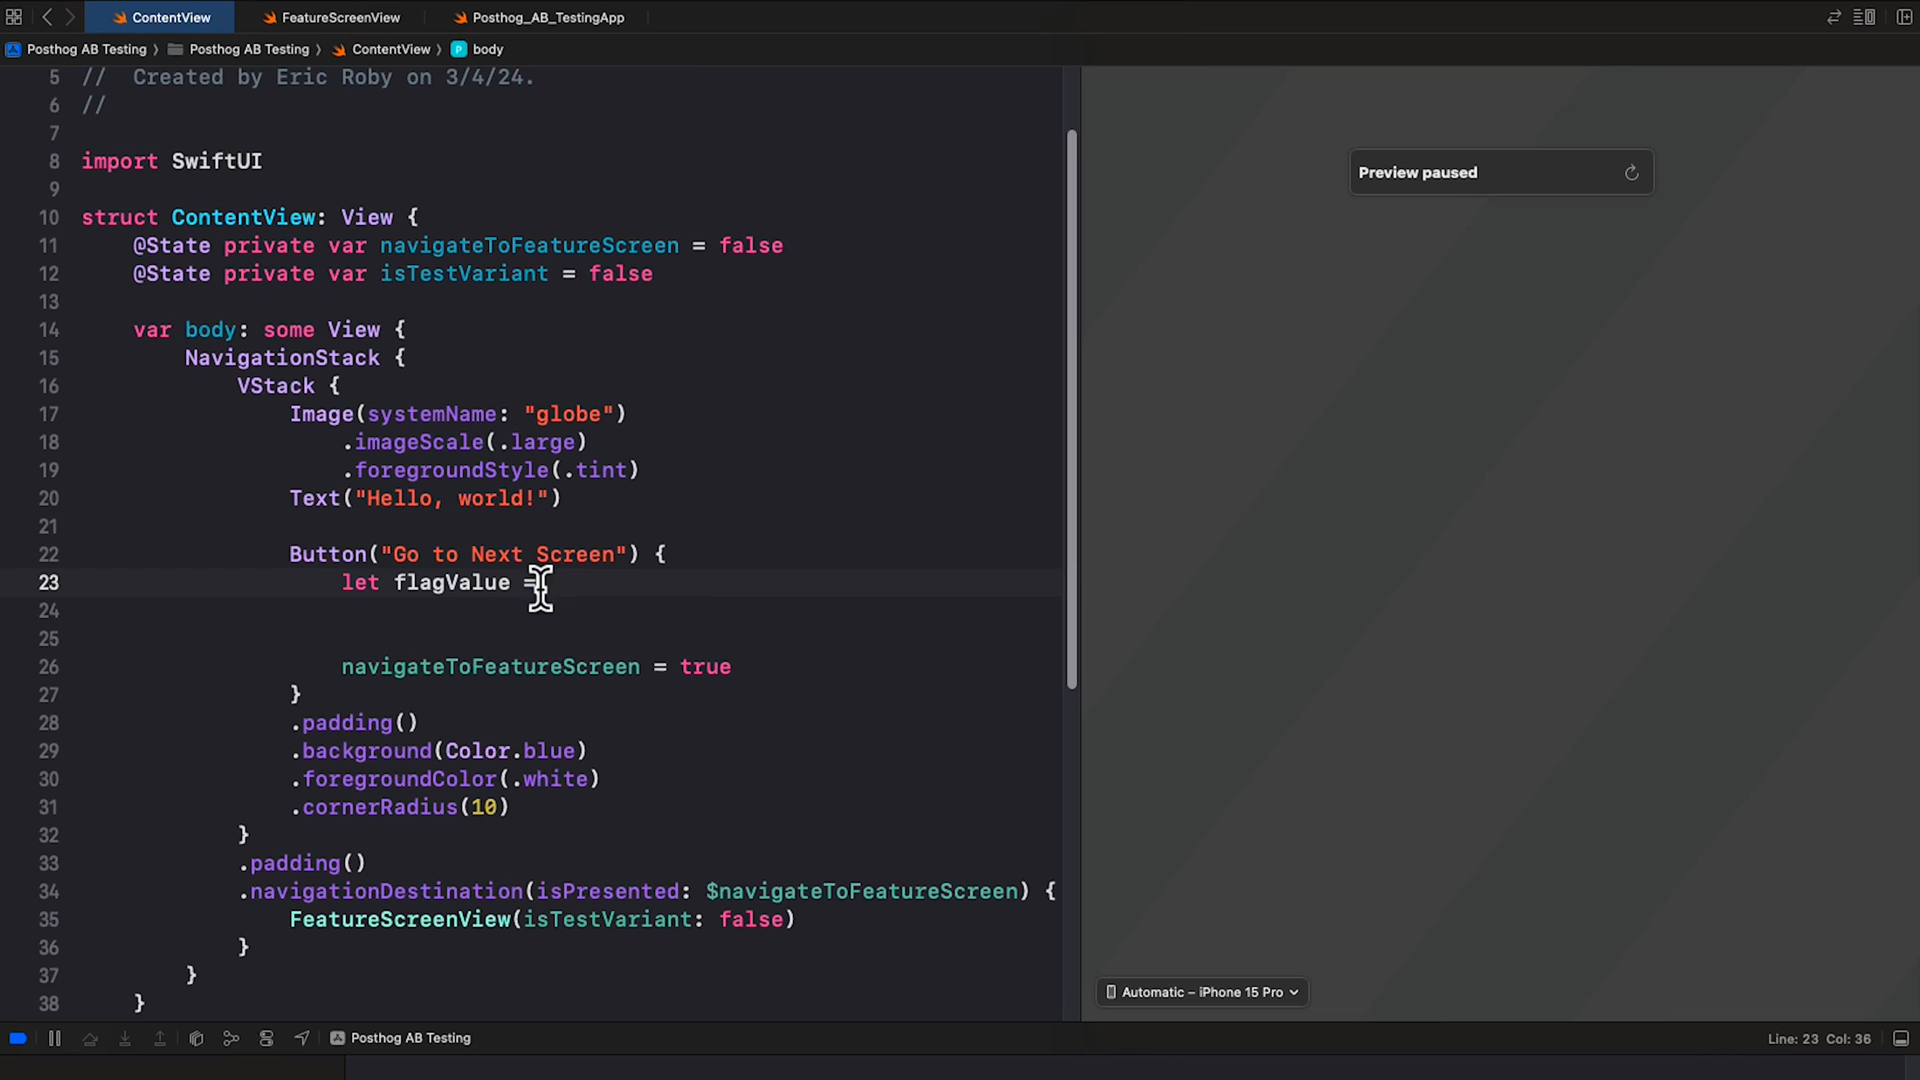 ContentView
FeatureScreenView
Posthog_AB_TestingApp
Posthog AB Testing 〉 Posthog AB Testing 〉 ContentView 〉 P body
5 //  Created by Eric Roby on 3/4/24.
6 //
7
8 import SwiftUI
9
10 struct ContentView: View {
11     @State private var navigateToFeatureScreen = false
12     @State private var isTestVariant = false
13
14     var body: some View {
15         NavigationStack {
16             VStack {
17                 Image(systemName: "globe")
18                     .imageScale(.large)
19                     .foregroundStyle(.tint)
20                 Text("Hello, world!")
21
22                 Button("Go to Next Screen") {
23                     let flagValue =
24
25
26                     navigateToFeatureScreen = true
27                 }
28                 .padding()
29                 .background(Color.blue)
30                 .foregroundColor(.white)
31                 .cornerRadius(10)
32             }
33             .padding()
34             .navigationDestination(isPresented: $navigateToFeatureScreen) {
35                 FeatureScreenView(isTestVariant: false)
36             }
37         }
38     }
Preview paused
Automatic – iPhone 15 Pro
Posthog AB Testing
Line: 23 Col: 36